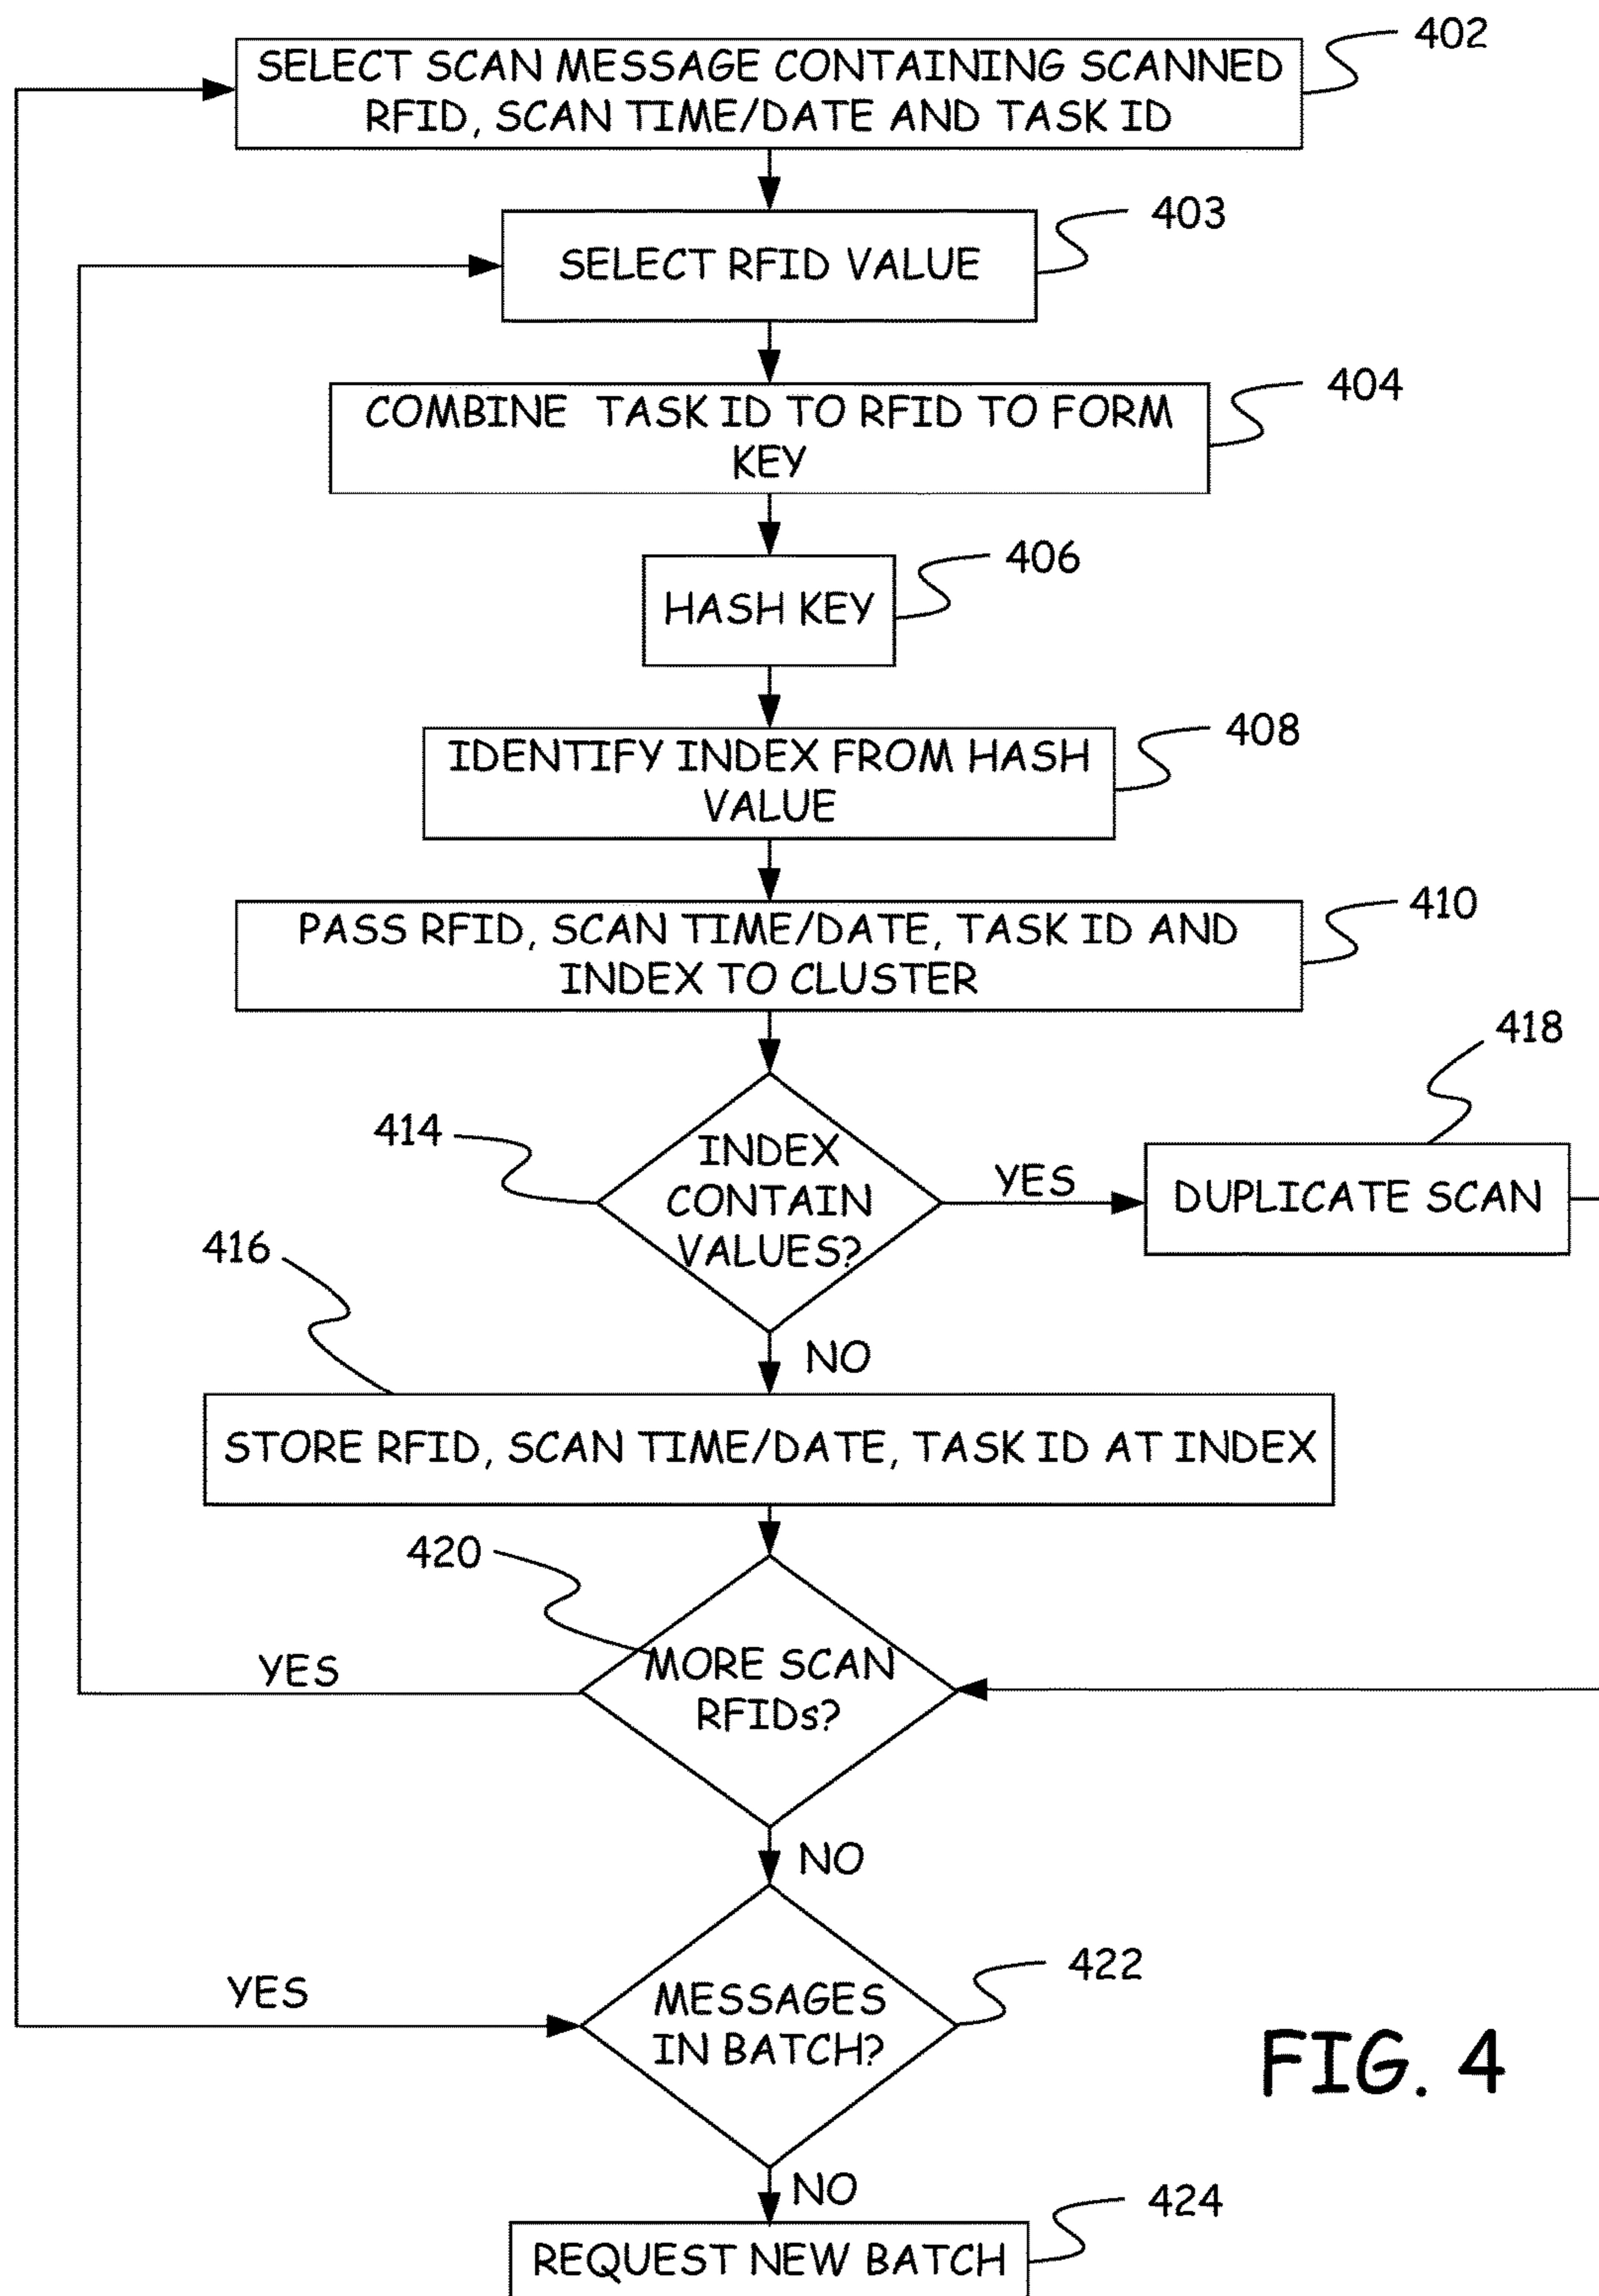 402
SELECT SCAN MESSAGE CONTAINING SCANNED
RFID, SCAN TIME/DATE AND TASK ID
403
SELECT RFID VALUE
404
COMBINE TASK ID TO RFID TO FORM
KEY
406
HASH KEY
408
IDENTIFY INDEX FROM HASH
VALUE
410
PASS RFID, SCAN TIME/DATE, TASK ID AND
INDEX TO CLUSTER
418
414
INDEX
CONTAIN
VALUES?
YES
DUPLICATE SCAN
416
NO
STORE RFID, SCAN TIME/DATE, TASK ID AT INDEX
420
MORE SCAN
RFIDs?
YES
NO
422
MESSAGES
IN BATCH?
YES
FIG. 4
NO
424
REQUEST NEW BATCH